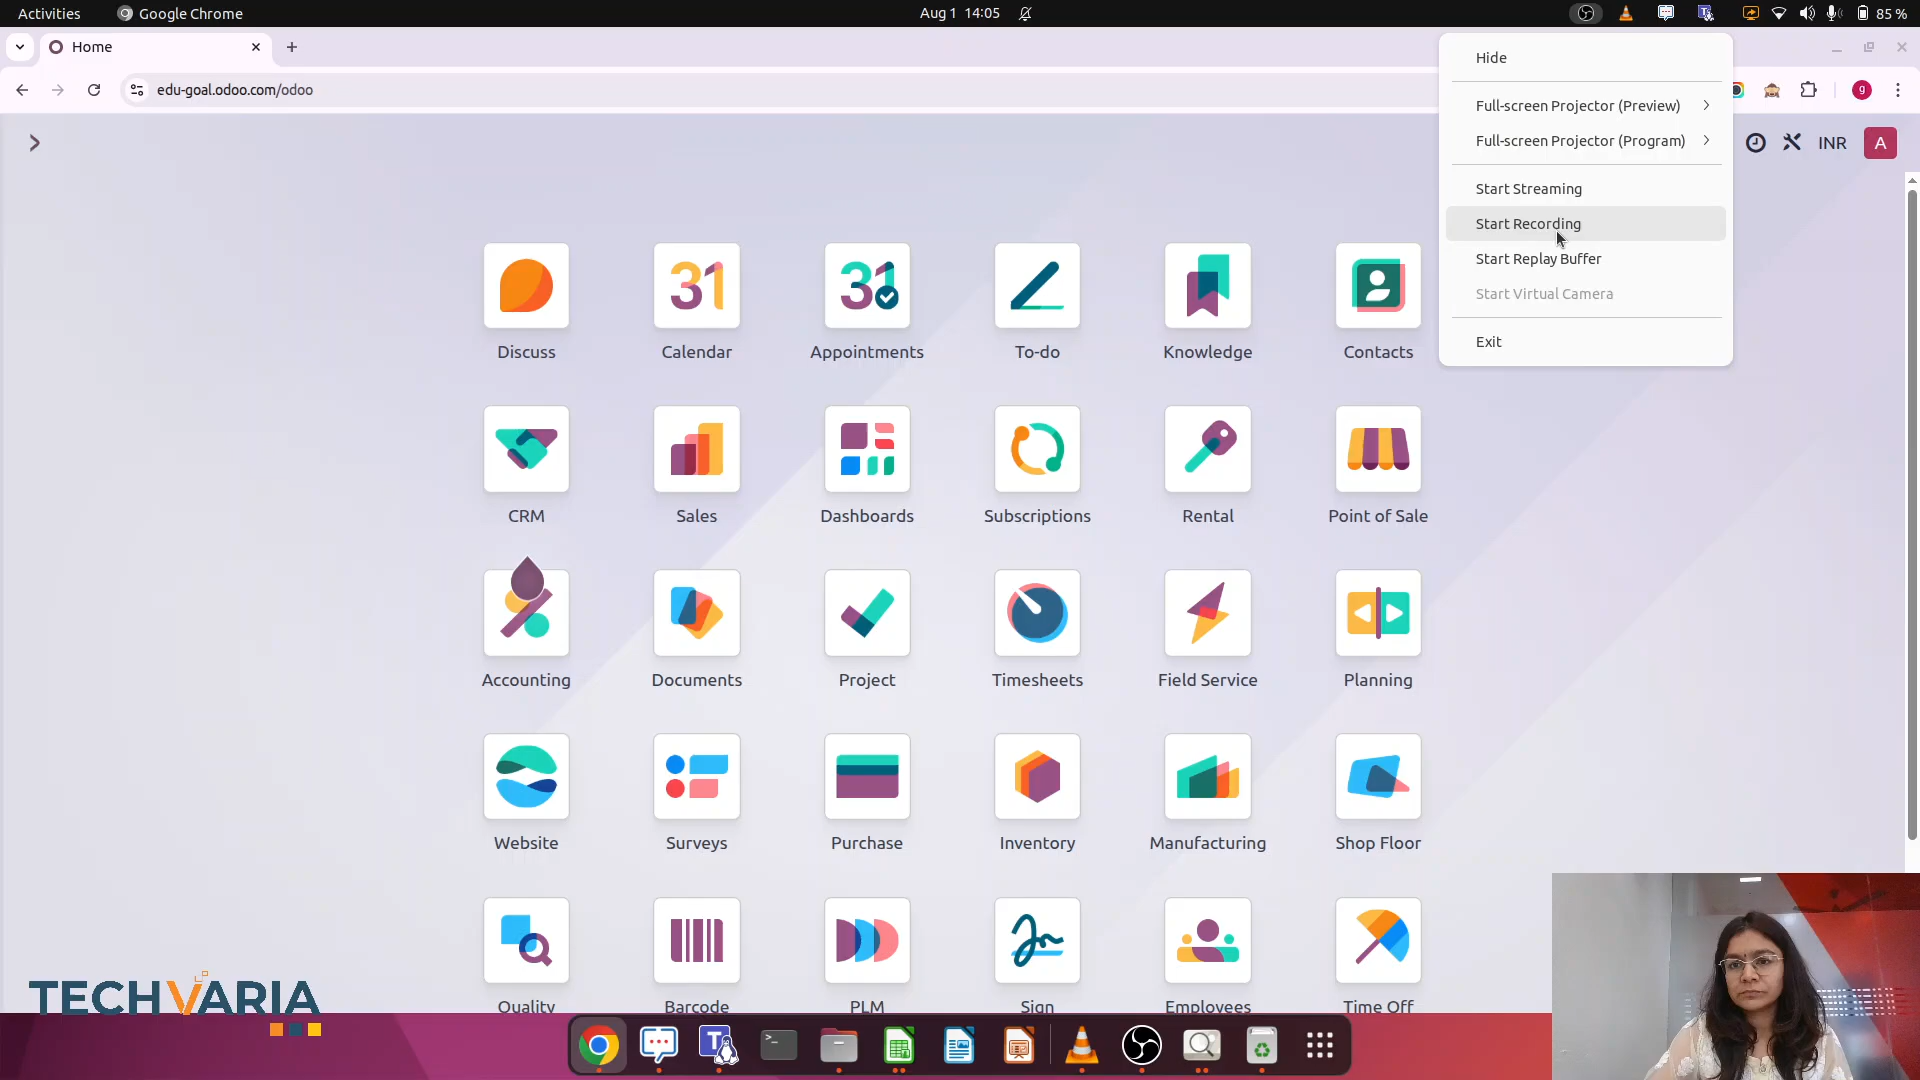 Activities
Google Chrome
Aug 1 14:05
85 %
Home
edu-goal.odoo.com/odoo
g
Hide
Full-screen Projector (Preview)
Full-screen Projector (Program)
Start Streaming
Start Recording
Start Replay Buffer
Start Virtual Camera
Exit
INR
A
31
31
Discuss
Calendar
Appointments
To-do
Knowledge
Contacts
CRM
Sales
Dashboards
Subscriptions
Rental
Point of Sale
Accounting
Documents
Project
Timesheets
Field Service
Planning
Website
Surveys
Purchase
Inventory
Manufacturing
Shop Floor
Quality
Barcode
PLM
Sign
Employees
Time Off
TECHVARIA